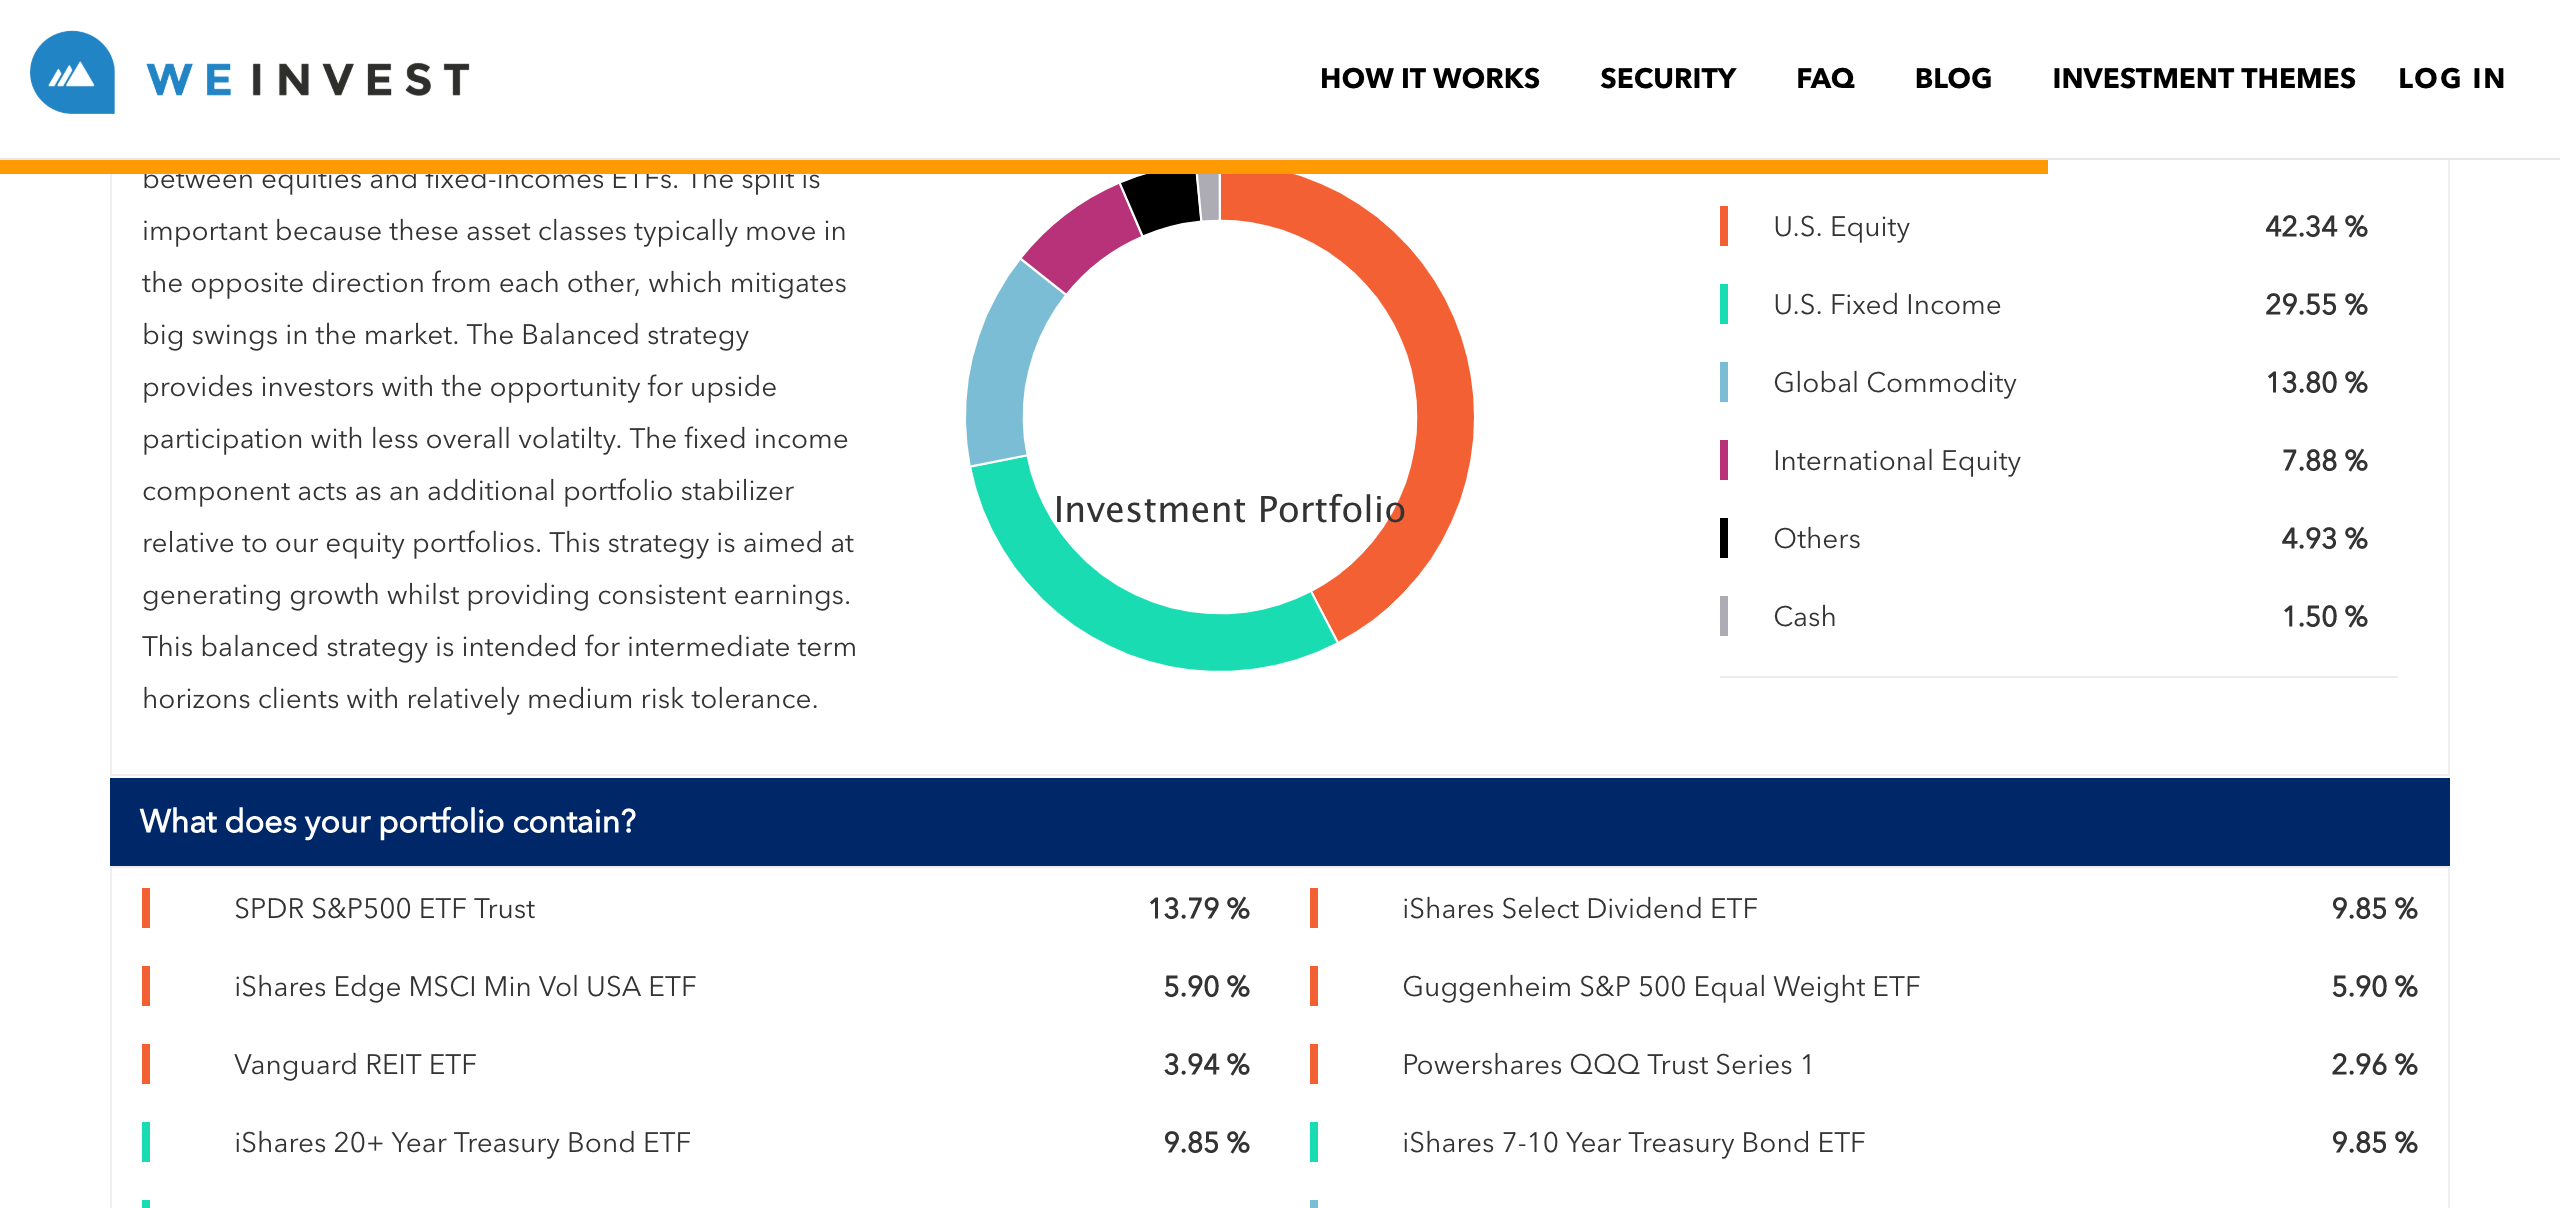 WEINVEST
HOW IT WORKS
SECURITY
FAQ
BLOG
INVESTMENT THEMES
LOG IN
between equities and fixed-incomes ETFs. The split is
important because these asset classes typically move in
the opposite direction from each other, which mitigates
big swings in the market. The Balanced strategy
provides investors with the opportunity for upside
participation with less overall volatilty. The fixed income
component acts as an additional portfolio stabilizer
relative to our equity portfolios. This strategy is aimed at
generating growth whilst providing consistent earnings.
This balanced strategy is intended for intermediate term
horizons clients with relatively medium risk tolerance.
Investment Portfolio
U.S. Equity 42.34 %
U.S. Fixed Income 29.55 %
Global Commodity 13.80 %
International Equity 7.88 %
Others 4.93 %
Cash 1.50 %
What does your portfolio contain?
SPDR S&P500 ETF Trust 13.79 %
iShares Select Dividend ETF 9.85 %
iShares Edge MSCI Min Vol USA ETF 5.90 %
Guggenheim S&P 500 Equal Weight ETF 5.90 %
Vanguard REIT ETF 3.94 %
Powershares QQQ Trust Series 1 2.96 %
iShares 20+ Year Treasury Bond ETF 9.85 %
iShares 7-10 Year Treasury Bond ETF 9.85 %